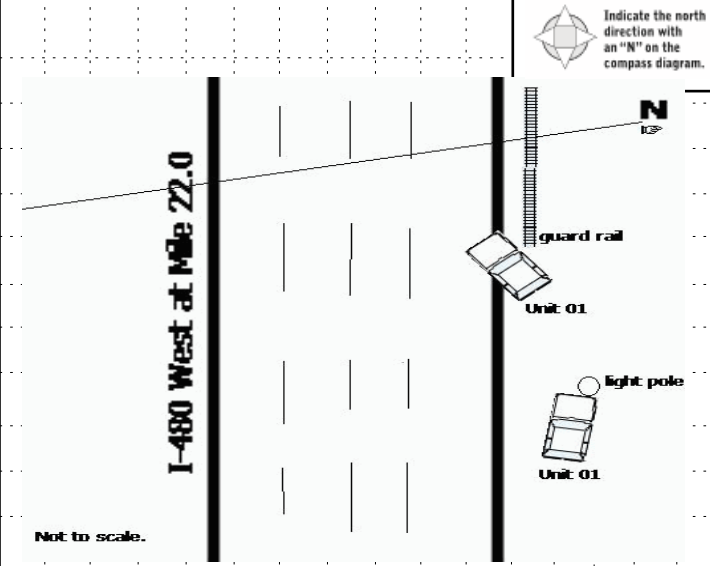 Indicate the north
direction with
an “N” on the
compass diagram.
N
I-480 West at Mile 22.0
guard rail
Unit 01
light pole
Unit 01
Not to scale.